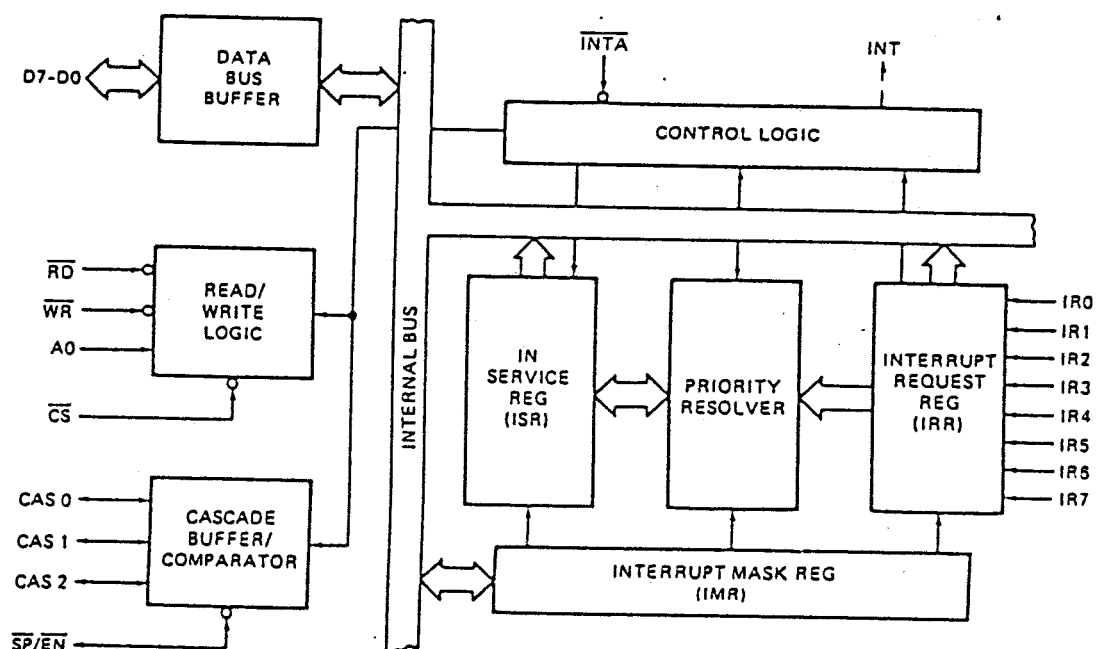 INTA
INT
D7-D0
DATA
BUS
BUFFER
CONTROL LOGIC
RD
WR
A0
CS
READ/
WRITE
LOGIC
INTERNAL BUS
IN
SERVICE
REG
(ISR)
PRIORITY
RESOLVER
INTERRUPT
REQUEST
REG
(IRR)
IR0
IR1
IR2
IR3
IR4
IR5
IR6
IR7
CAS 0
CAS 1
CAS 2
CASCADE
BUFFER/
COMPARATOR
SP/EN
INTERRUPT MASK REG
(IMR)